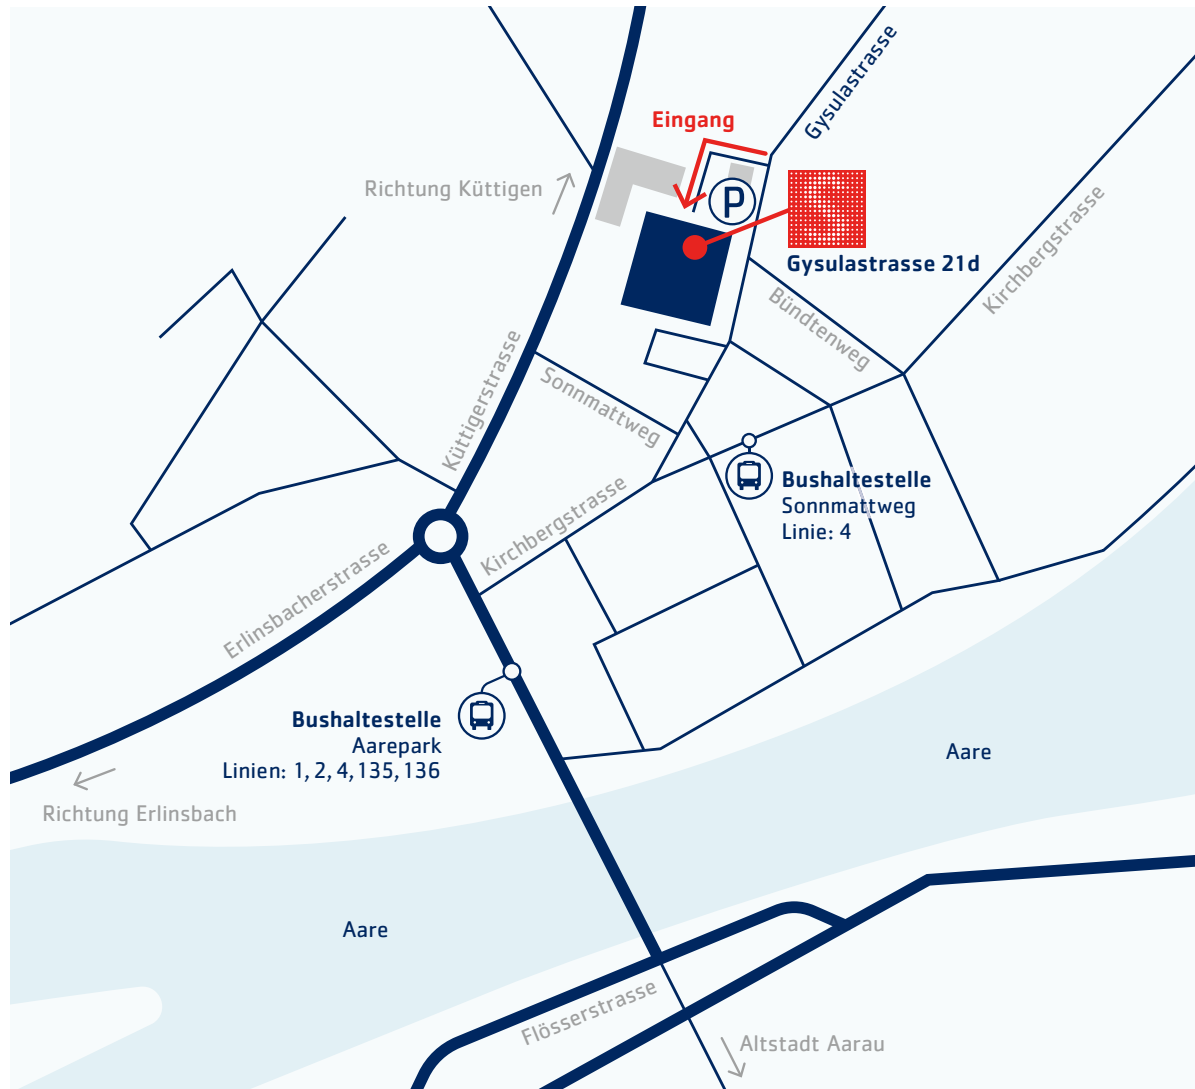 Gysulastrasse
Eingang
Richtung Küttigen
P
Gysulastrasse 21d
Kirchbergstrasse
Bündtenweg
Küttigerstrasse
Sonnmattweg
Bushaltestelle
Sonnmattweg
Linie: 4
Kirchbergstrasse
Erlinsbacherstrasse
Bushaltestelle
Aarepark
Linien: 1, 2, 4, 135, 136
Aare
Richtung Erlinsbach
Aare
Flösserstrasse
Altstadt Aarau